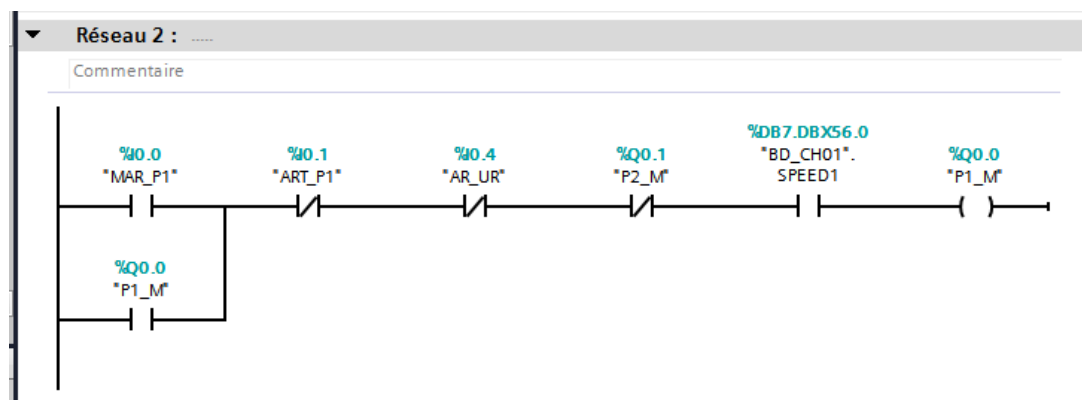 Réseau 2 : .....
Commentaire
%DB7.DBX56.0
%I0.0 %I0.1 %I0.4 %Q0.1 "BD_CH01". %Q0.0
"MAR_P1" "ART_P1" "AR_UR" "P2_M" SPEED1 "P1_M"
%Q0.0
"P1_M"